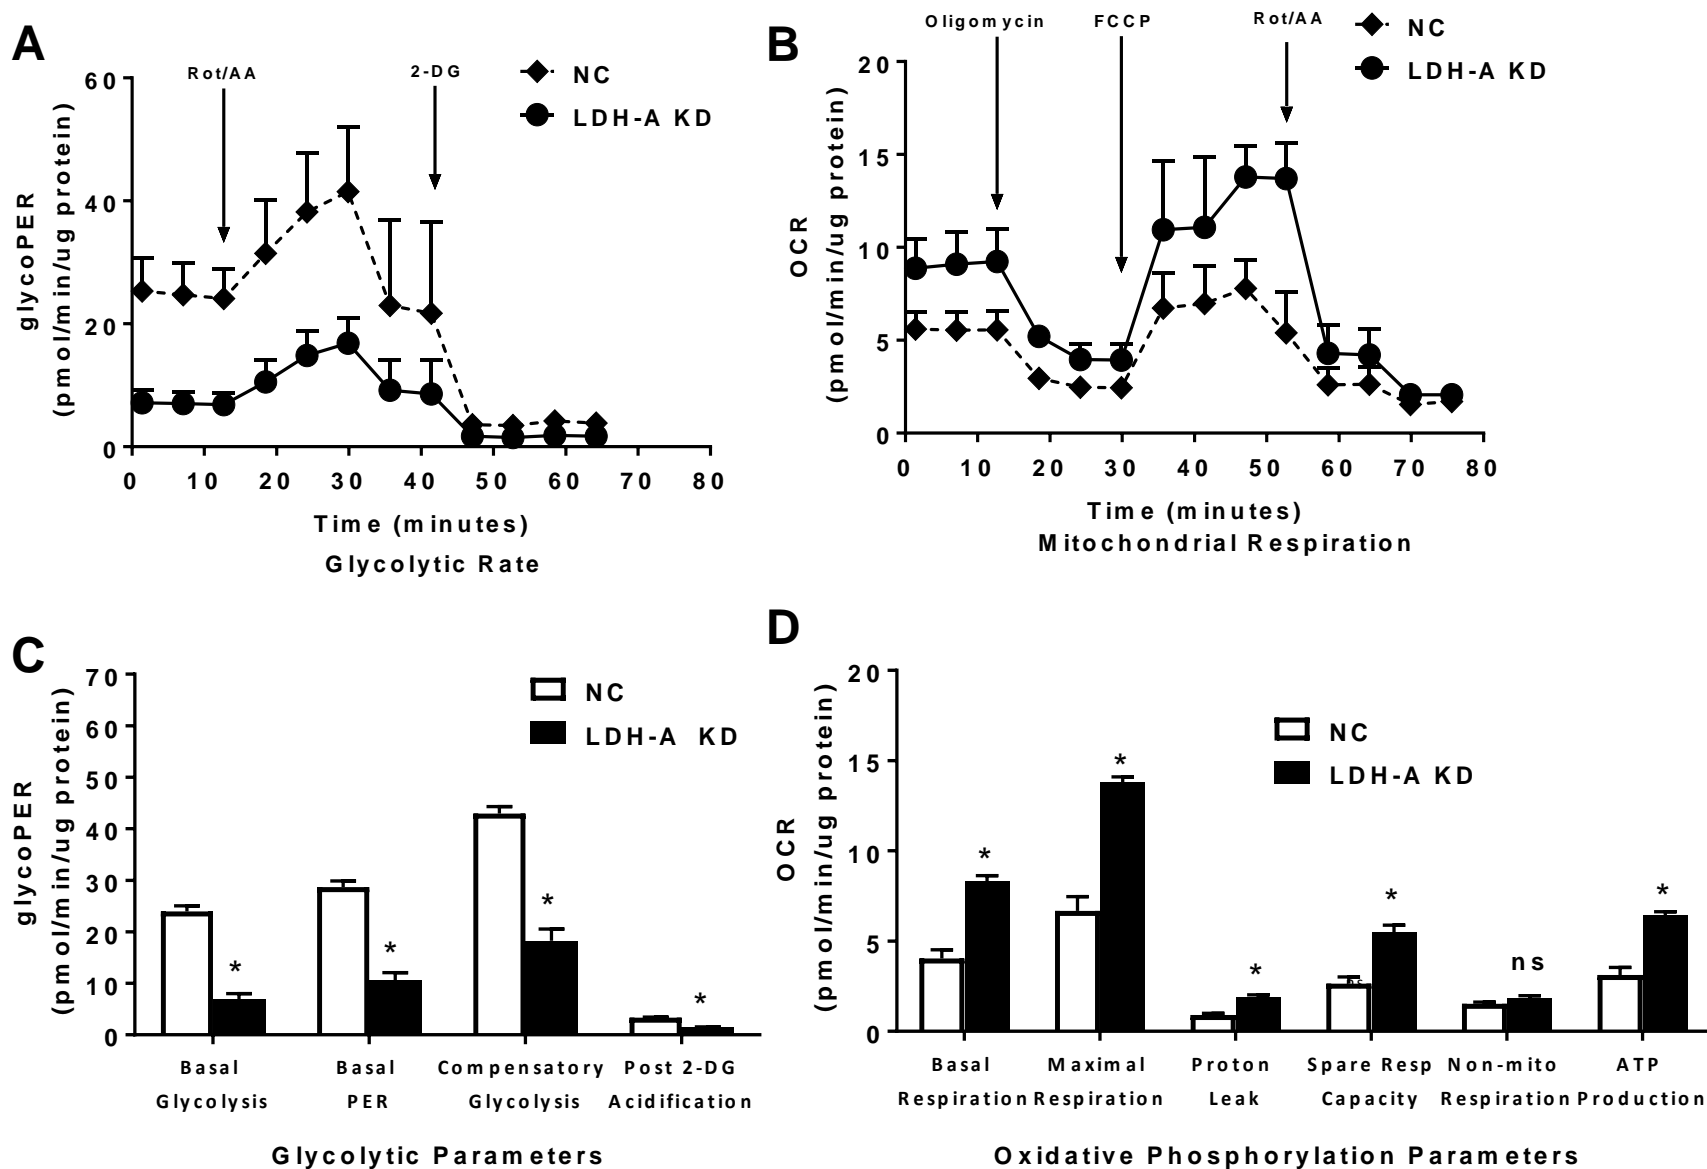 A
Rot/AA
2-DG
NC
LDH-A KD
60
40
20
0
glycoPER
(pmol/min/ug protein)
0 10 20 30 40 50 60 70 80
Time (minutes)
Glycolytic Rate
B
Oligomycin
FCCP
Rot/AA
NC
LDH-A KD
20
15
10
5
0
OCR
(pmol/min/ug protein)
0 10 20 30 40 50 60 70 80
Time (minutes)
Mitochondrial Respiration
C
NC
LDH-A KD
70
60
50
40
30
20
10
0
glycoPER
(pmol/min/ug protein)
*
*
*
*
Basal
Glycolysis
Basal
PER
Compensatory
Glycolysis
Post 2-DG
Acidification
Glycolytic Parameters
D
NC
LDH-A KD
20
15
10
5
0
OCR
(pmol/min/ug protein)
*
*
*
ns
*
ns
*
Basal
Respiration
Maximal
Respiration
Proton
Leak
Spare Resp
Capacity
Non-mito
Respiration
ATP
Production
Oxidative Phosphorylation Parameters